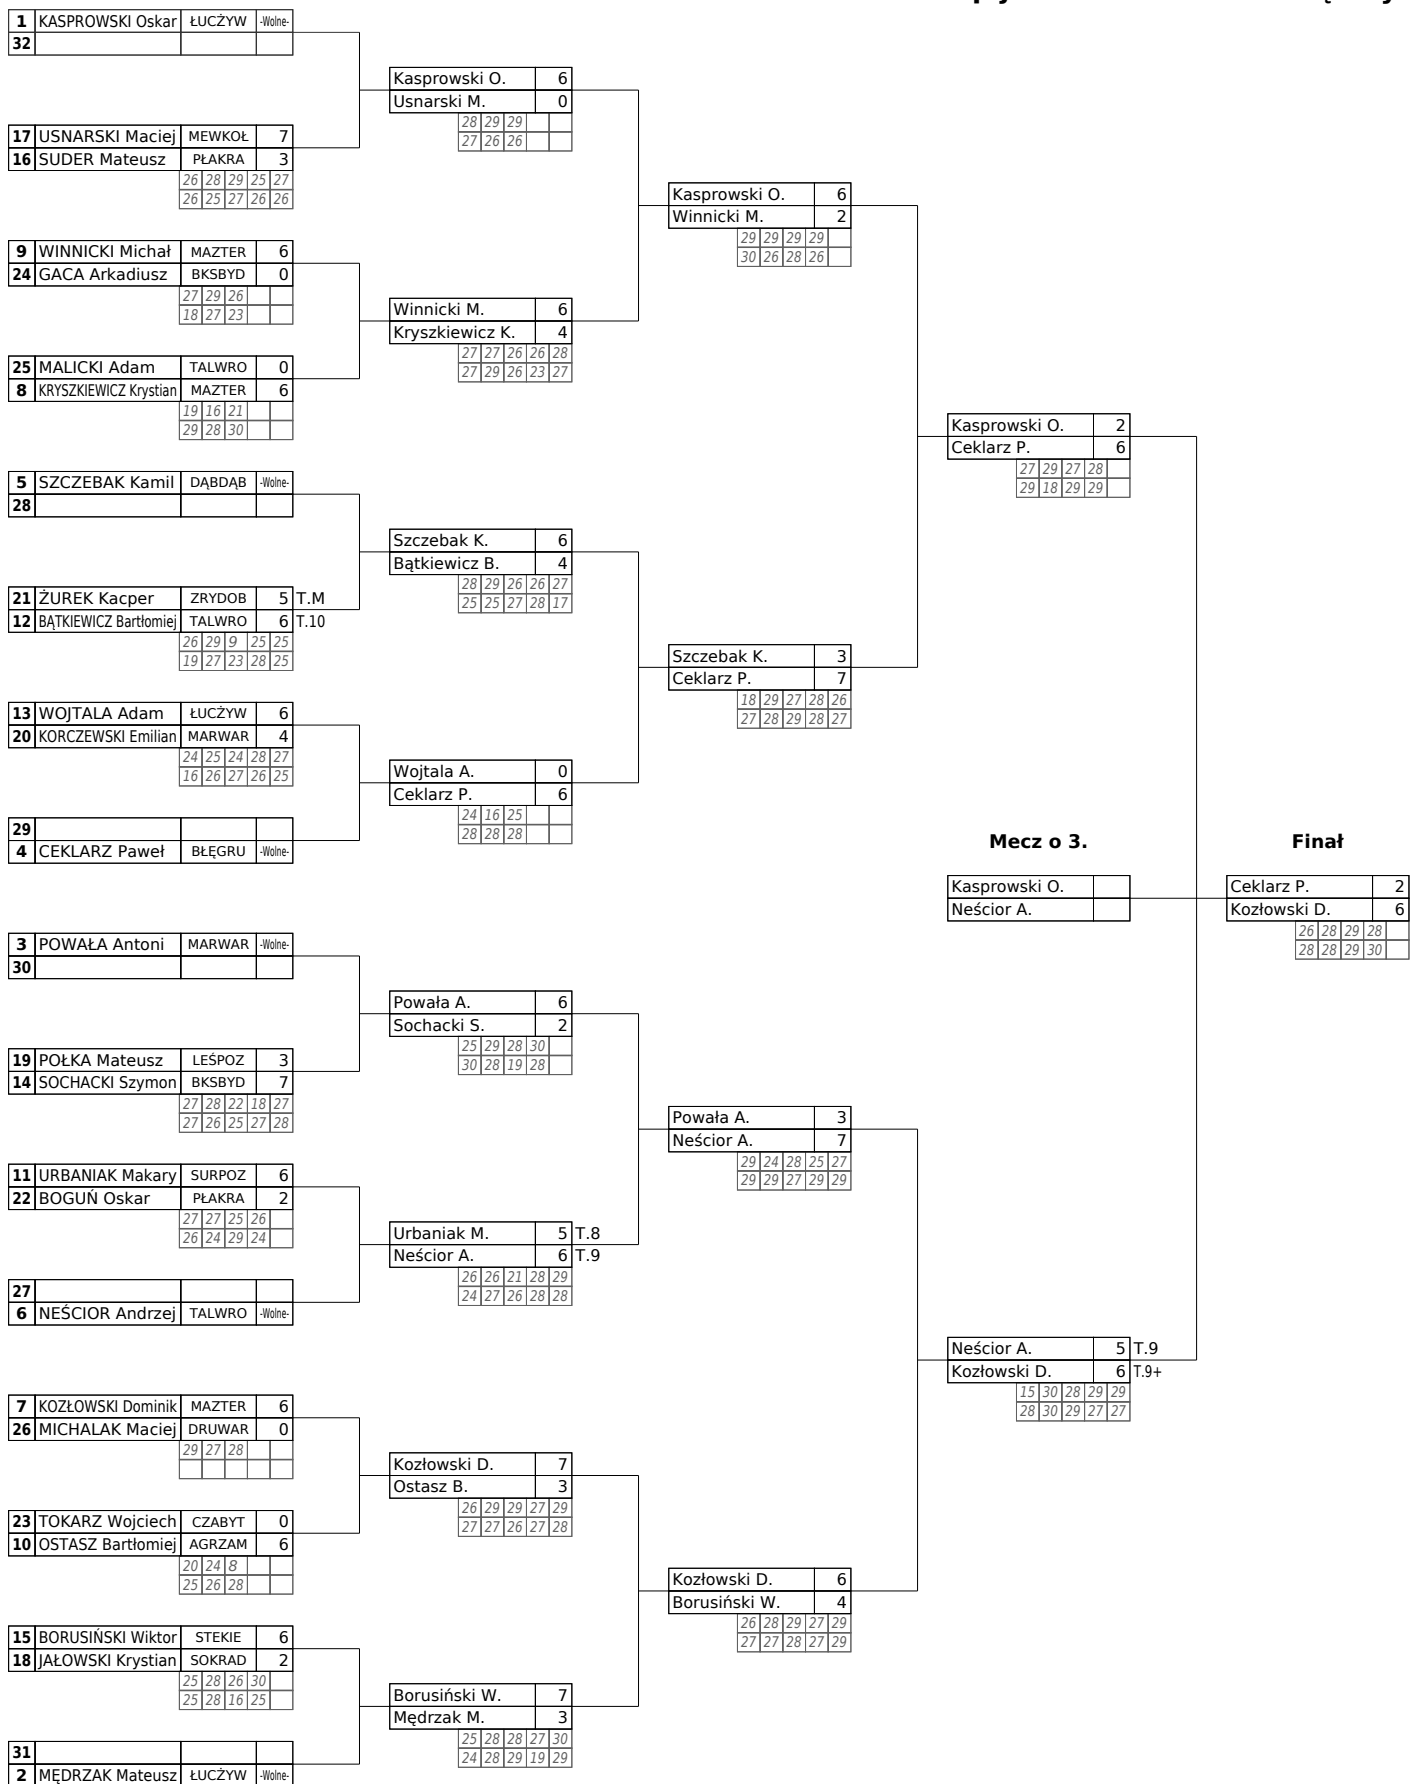 1 KASPROWSKI Oskar ŁUCŻYW -Wolne-
32
Kasprowski O. 6
Usnarski M. 0
28 29 29
27 26 26
17 USNARSKI Maciej MEWKOŁ 7
16 SUDER Mateusz PŁAKRA 3
26 28 29 25 27
26 25 27 26 26
Kasprowski O. 6
Winnicki M. 2
29 29 29 29
30 26 28 26
9 WINNICKI Michał MAZTER 6
24 GACA Arkadiusz BKSBYD 0
27 29 26
18 27 23
Winnicki M. 6
Kryszkiewicz K. 4
27 27 26 26 28
27 29 26 23 27
25 MALICKI Adam TALWRO 0
8 KRYSZKIEWICZ Krystian MAZTER 6
19 16 21
29 28 30
Kasprowski O. 2
Ceklarz P. 6
27 29 27 28
29 18 29 29
5 SZCZEBAK Kamil DĄBDĄB -Wolne-
28
Szczebak K. 6
Bątkiewicz B. 4
28 29 26 26 27
25 25 27 28 17
21 ŻUREK Kacper ZRYDOB 5 T.M
12 BĄTKIEWICZ Bartłomiej TALWRO 6 T.10
26 29 9 25 25
19 27 23 28 25
Szczebak K. 3
Ceklarz P. 7
18 29 27 28 26
27 28 29 28 27
13 WOJTALA Adam ŁUCŻYW 6
20 KORCZEWSKI Emilian MARWAR 4
24 25 24 28 27
16 26 27 26 25
Wojtala A. 0
Ceklarz P. 6
24 16 25
28 28 28
29
4 CEKLARZ Paweł BŁĘGRU -Wolne-
Mecz o 3. Finał
Kasprowski O. Ceklarz P. 2
Neścior A. Kozłowski D. 6
26 28 29 28
28 28 29 30
3 POWAŁA Antoni MARWAR -Wolne-
30
Powała A. 6
Sochacki S. 2
25 29 28 30
30 28 19 28
19 POŁKA Mateusz LEŚPOZ 3
14 SOCHACKI Szymon BKSBYD 7
27 28 22 18 27
27 26 25 27 28
Powała A. 3
Neścior A. 7
29 24 28 25 27
29 29 27 29 29
11 URBANIAK Makary SURPOZ 6
22 BOGUŃ Oskar PŁAKRA 2
27 27 25 26
26 24 29 24
Urbaniak M. 5 T.8
Neścior A. 6 T.9
26 26 21 28 29
24 27 26 28 28
27
6 NEŚCIOR Andrzej TALWRO -Wolne-
Neścior A. 5 T.9
Kozłowski D. 6 T.9+
15 30 28 29 29
28 30 29 27 27
7 KOZŁOWSKI Dominik MAZTER 6
26 MICHALAK Maciej DRUWAR 0
29 27 28
Kozłowski D. 7
Ostasz B. 3
26 29 29 27 29
27 27 26 27 28
23 TOKARZ Wojciech CZABYT 0
10 OSTASZ Bartłomiej AGRZAM 6
20 24 8
25 26 28
Kozłowski D. 6
Borusiński W. 4
26 28 29 27 29
27 27 28 27 29
15 BORUSIŃSKI Wiktor STEKIE 6
18 JAŁOWSKI Krystian SOKRAD 2
25 28 26 30
25 28 16 25
Borusiński W. 7
Mędrzak M. 3
25 28 28 27 30
24 28 29 19 29
31
2 MĘDRZAK Mateusz ŁUCŻYW -Wolne-